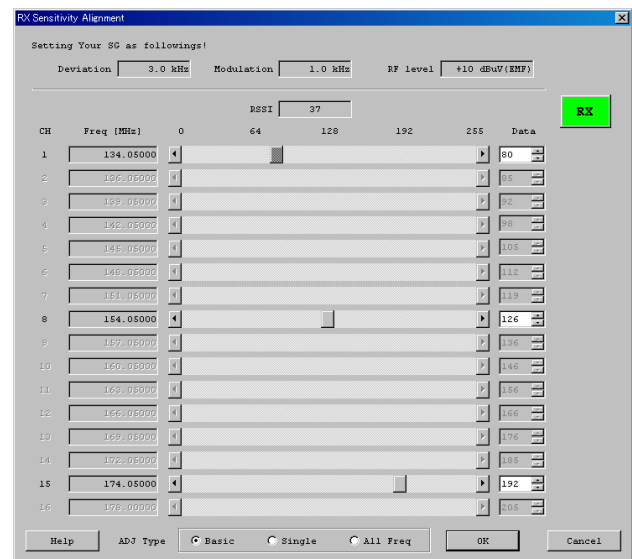 RX Sensitivity Alignment
Setting Your SG as followings!
Deviation 3.0 kHz Modulation 1.0 kHz RF level +10 dBuV(EMF)
RSSI 37 RX
CH Freq [MHz] 0 64 128 192 255 Data
1 134.05000 80
2 136.05000 85
3 139.05000 92
4 142.05000 98
5 145.05000 105
6 148.05000 112
7 151.05000 119
8 154.05000 126
9 157.05000 136
10 160.05000 146
11 163.05000 156
12 166.05000 166
13 169.05000 176
14 172.05000 185
15 174.05000 192
16 178.00000 205
Help ADJ Type Basic Single All Freq OK Cancel